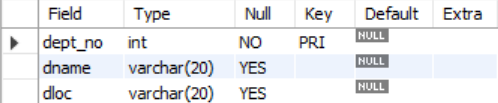 Field Type Null Key Default Extra
dept_no int NO PRI NULL
dname varchar(20) YES NULL
dloc varchar(20) YES NULL